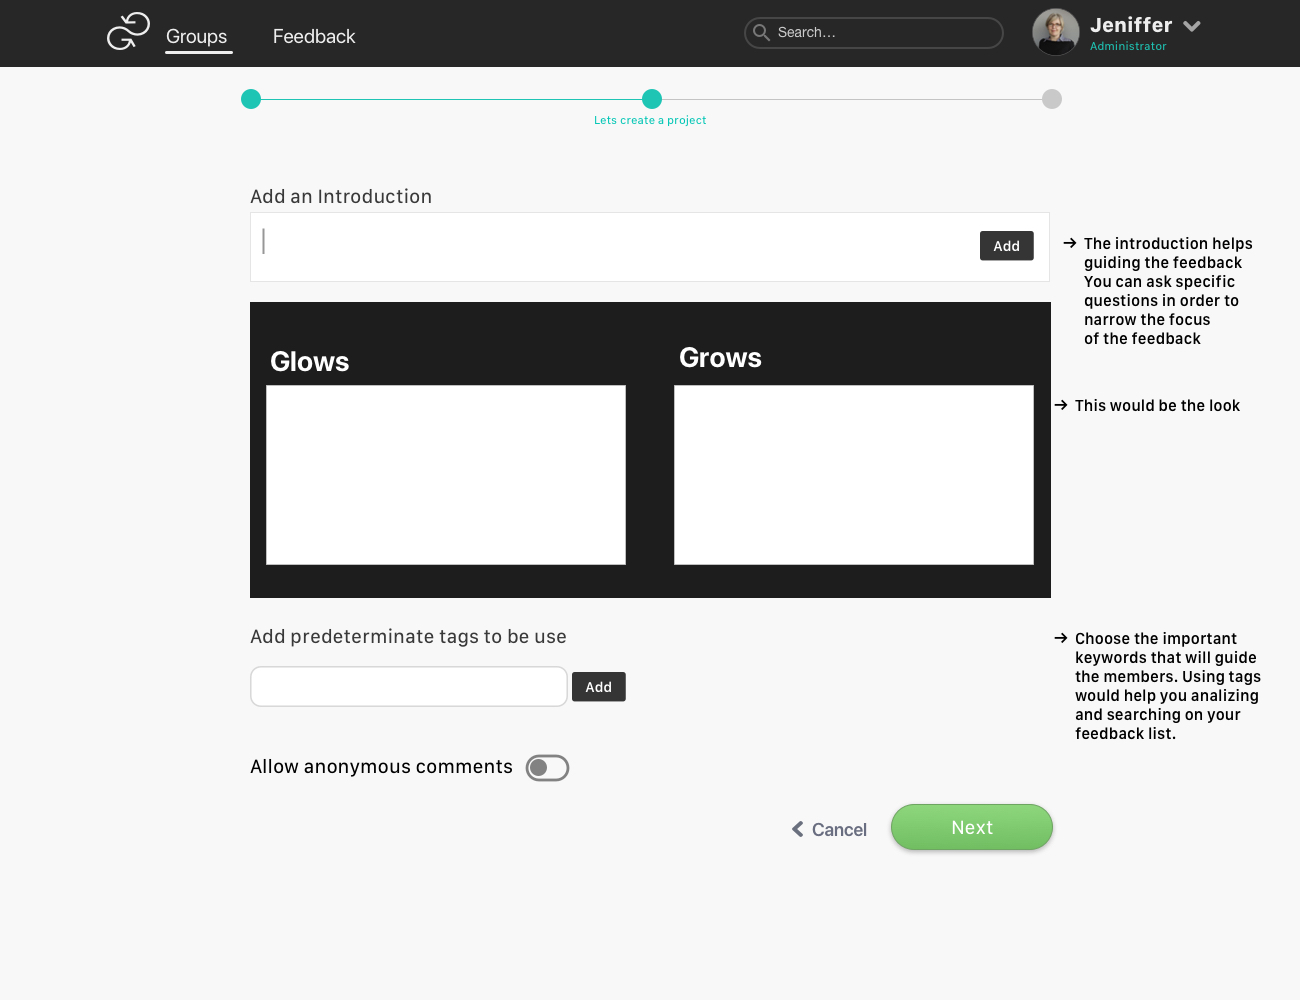 Groups
Feedback
Search...
Jeniffer
Administrator
Lets create a project
Add an Introduction
Add
The introduction helps
guiding the feedback
You can ask specific
questions in order to
narrow the focus
of the feedback
Glows
Grows
This would be the look
Add predeterminate tags to be use
Add
Choose the important
keywords that will guide
the members. Using tags
would help you analizing
and searching on your
feedback list.
Allow anonymous comments
Cancel
Next